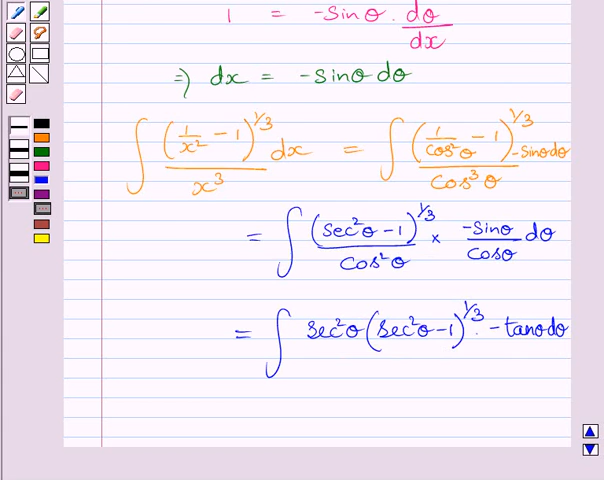 1 = -sinθ . dθ/dx
⇒ dx = -sinθ dθ
∫ (1/x² - 1)^1/3 / x³ dx = ∫ (1/cos²θ - 1)^1/3 / cos³θ -sinθdθ
= ∫ (sec²θ - 1)^1/3 / cos²θ × -sinθ/cosθ dθ
= ∫ sec²θ (sec²θ - 1)^1/3 . - tanθdθ